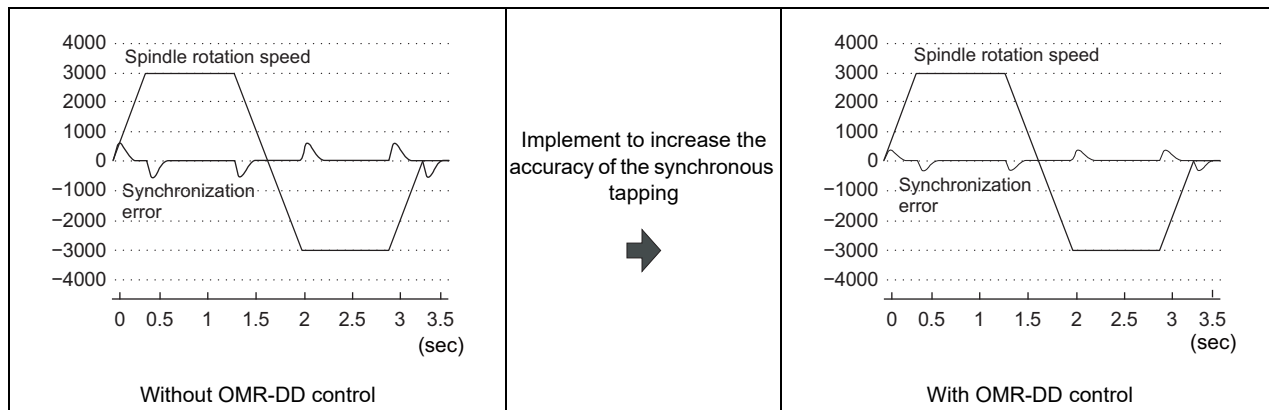 4000
Spindle rotation speed
3000
2000
1000
0
−1000
Synchronization
error
−2000
−3000
−4000
0 0.5 1 1.5 2 2.5 3 3.5
(sec)
Without OMR-DD control
Implement to increase the
accuracy of the synchronous
tapping
4000
Spindle rotation speed
3000
2000
1000
0
−1000
Synchronization
error
−2000
−3000
−4000
0 0.5 1 1.5 2 2.5 3 3.5
(sec)
With OMR-DD control